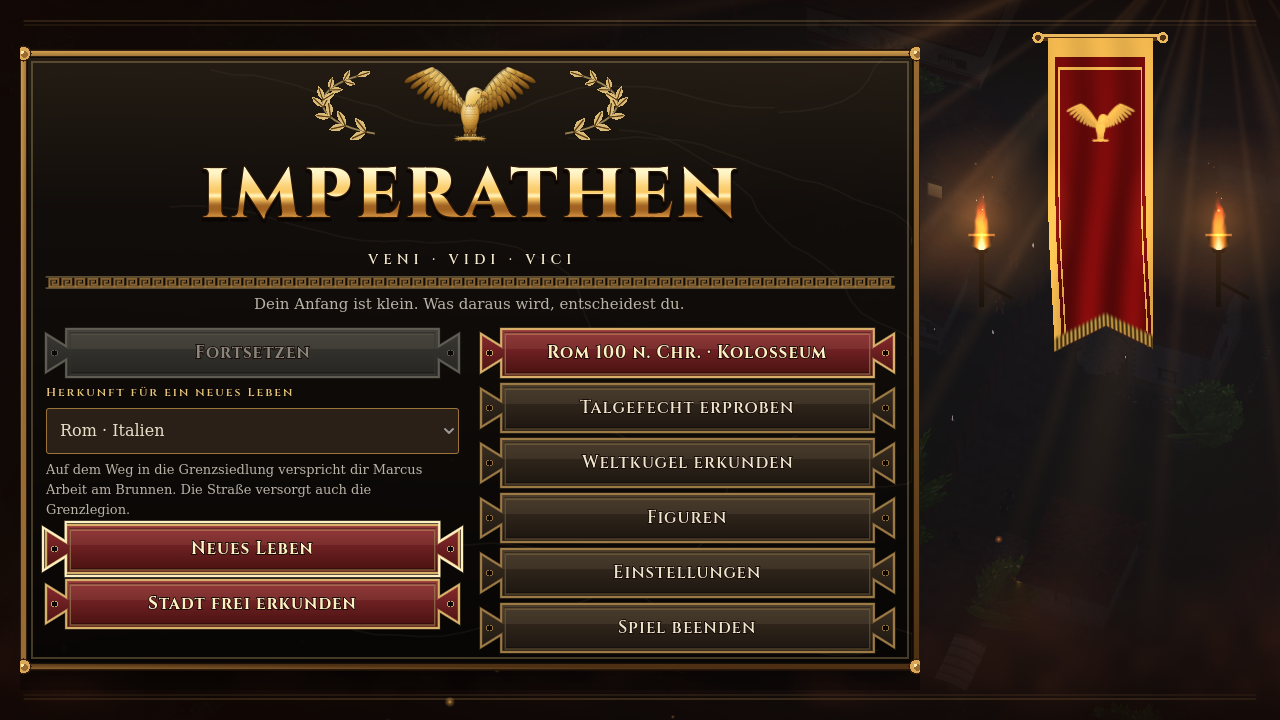 IMPERATHEN
VENI · VIDI · VICI
Dein Anfang ist klein. Was daraus wird, entscheidest du.
Fortsetzen
Herkunft für ein neues Leben
Rom · Italien
Auf dem Weg in die Grenzsiedlung verspricht dir Marcus
Arbeit am Brunnen. Die Straße versorgt auch die
Grenzlegion.
Neues Leben
Stadt frei erkunden
Rom 100 n. Chr. · Kolosseum
Talgefecht erproben
Weltkugel erkunden
Figuren
Einstellungen
Spiel beenden